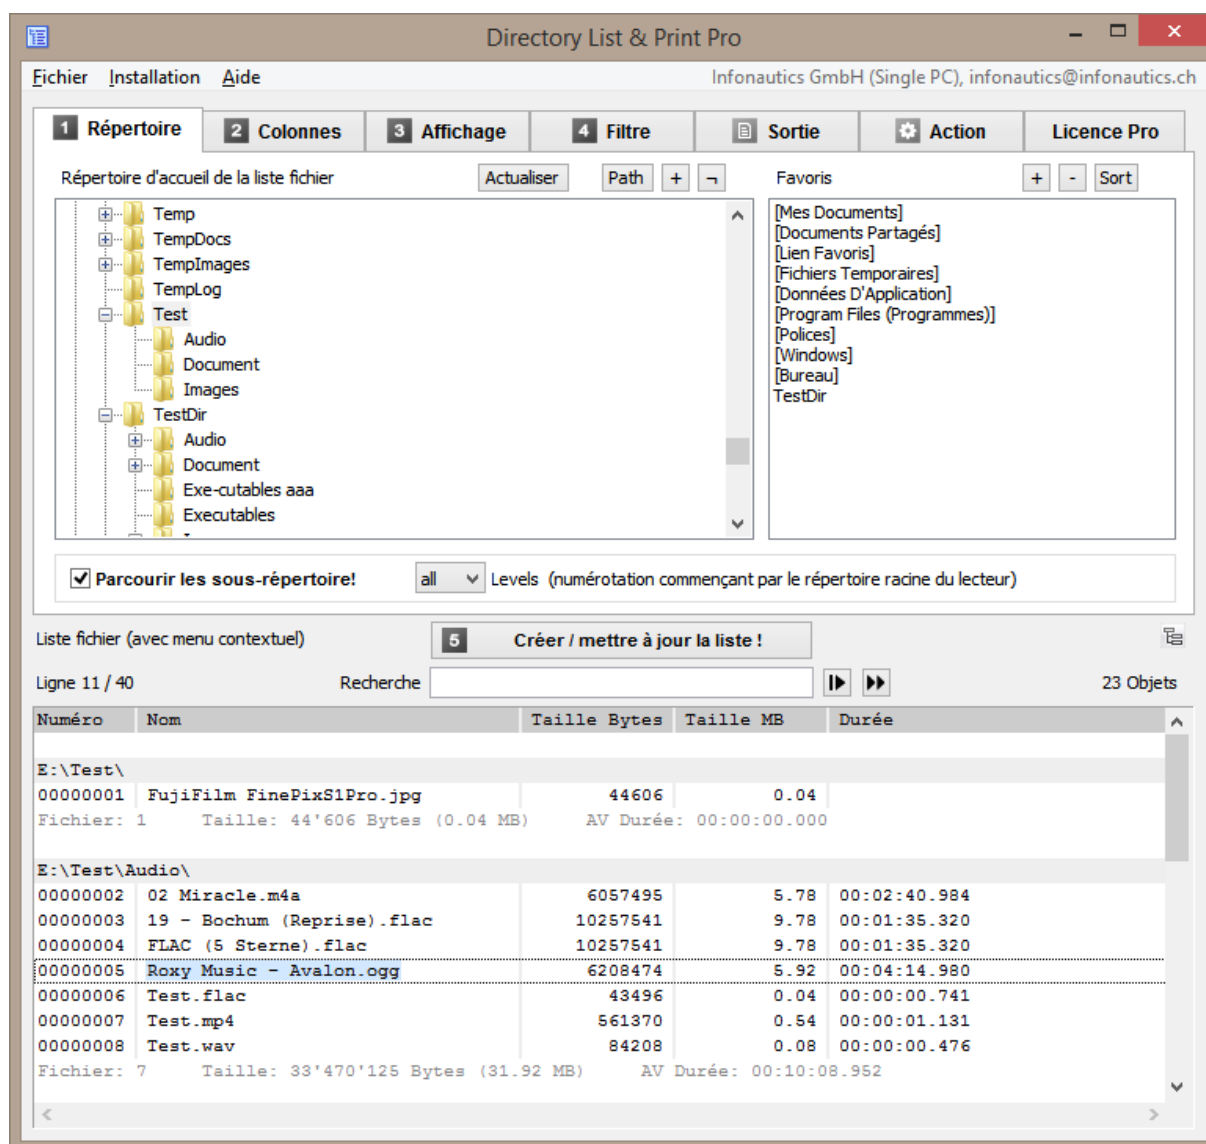 Directory List & Print Pro
Fichier Installation Aide Infonautics GmbH (Single PC), infonautics@infonautics.ch
1 Répertoire 2 Colonnes 3 Affichage 4 Filtre Sortie Action Licence Pro
Répertoire d'accueil de la liste fichier Actualiser Path + ¬ Favoris + - Sort
Temp
TempDocs
TempImages
TempLog
Test
Audio
Document
Images
TestDir
Audio
Document
Exe-cutables aaa
Executables
[Mes Documents]
[Documents Partagés]
[Lien Favoris]
[Fichiers Temporaires]
[Données D'Application]
[Program Files (Programmes)]
[Polices]
[Windows]
[Bureau]
TestDir
Parcourir les sous-répertoire! all Levels (numérotation commençant par le répertoire racine du lecteur)
Liste fichier (avec menu contextuel) 5 Créer / mettre à jour la liste !
Ligne 11 / 40 Recherche 23 Objets
Numéro Nom Taille Bytes Taille MB Durée
E:\Test\
00000001 FujiFilm FinePixS1Pro.jpg 44606 0.04
Fichier: 1 Taille: 44'606 Bytes (0.04 MB) AV Durée: 00:00:00.000
E:\Test\Audio\
00000002 02 Miracle.m4a 6057495 5.78 00:02:40.984
00000003 19 - Bochum (Reprise).flac 10257541 9.78 00:01:35.320
00000004 FLAC (5 Sterne).flac 10257541 9.78 00:01:35.320
00000005 Roxy Music - Avalon.ogg 6208474 5.92 00:04:14.980
00000006 Test.flac 43496 0.04 00:00:00.741
00000007 Test.mp4 561370 0.54 00:00:01.131
00000008 Test.wav 84208 0.08 00:00:00.476
Fichier: 7 Taille: 33'470'125 Bytes (31.92 MB) AV Durée: 00:10:08.952